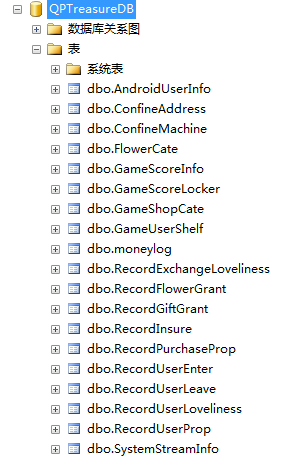 QPTreasureDB
数据库关系图
表
系统表
dbo.AndroidUserInfo
dbo.ConfineAddress
dbo.ConfineMachine
dbo.FlowerCate
dbo.GameScoreInfo
dbo.GameScoreLocker
dbo.GameShopCate
dbo.GameUserShelf
dbo.moneylog
dbo.RecordExchangeLoveliness
dbo.RecordFlowerGrant
dbo.RecordGiftGrant
dbo.RecordInsure
dbo.RecordPurchaseProp
dbo.RecordUserEnter
dbo.RecordUserLeave
dbo.RecordUserLoveliness
dbo.RecordUserProp
dbo.SystemStreamInfo